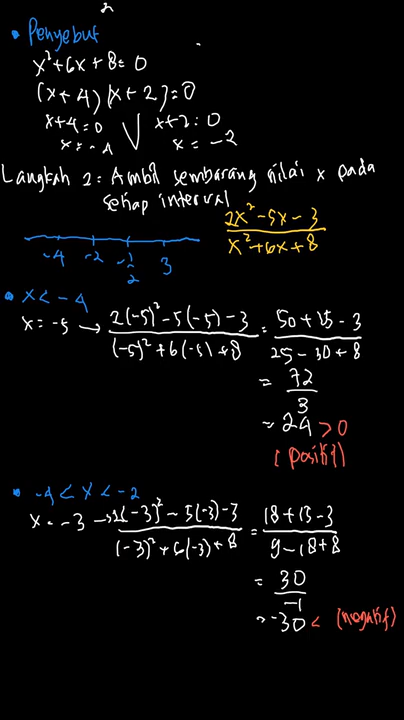 2
• Penyebut
x²+6x+8=0
(x+4)(x+2)=0
x+4=0 V x+2=0
x=-4 x=-2
Langkah 2: Ambil sembarang nilai x pada
setiap interval
(2x²-5x-3)/(x²+6x+8)
-4 -2 -1/2 3
• x<-4
x=-5 → (2(-5)²-5(-5)-3)/((-5)²+6(-5)+8) = (50+25-3)/(25-30+8)
= 72/3
= 24 >0
(positif)
• -4<x<-2
x=-3 → (2(-3)²-5(-3)-3)/((-3)²+6(-3)+8) = (18+15-3)/(9-18+8)
= 30/-1
=-30 < (negatif)